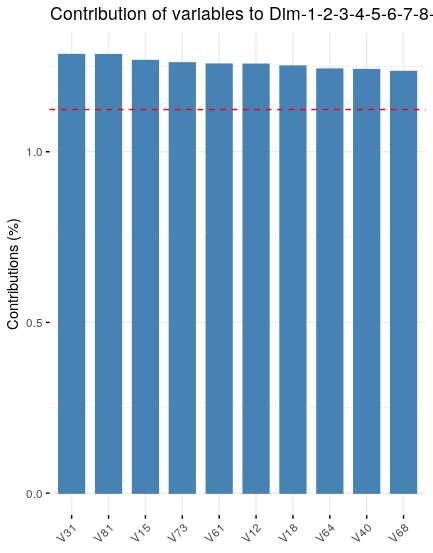 Contribution of variables to Dim-1-2-3-4-5-6-7-8-
Contributions (%)
1.0
0.5
0.0
V31
V81
V15
V73
V61
V12
V18
V64
V40
V68